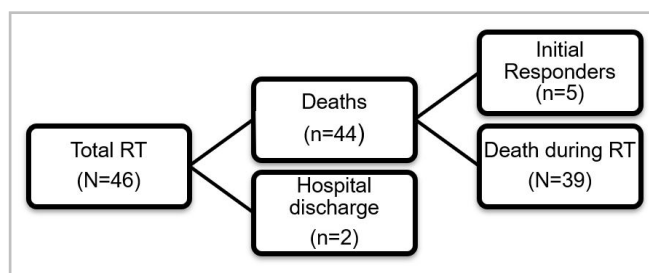 Total RT
(N=46)
Deaths
(n=44)
Hospital
discharge
(n=2)
Initial
Responders
(n=5)
Death during RT
(N=39)